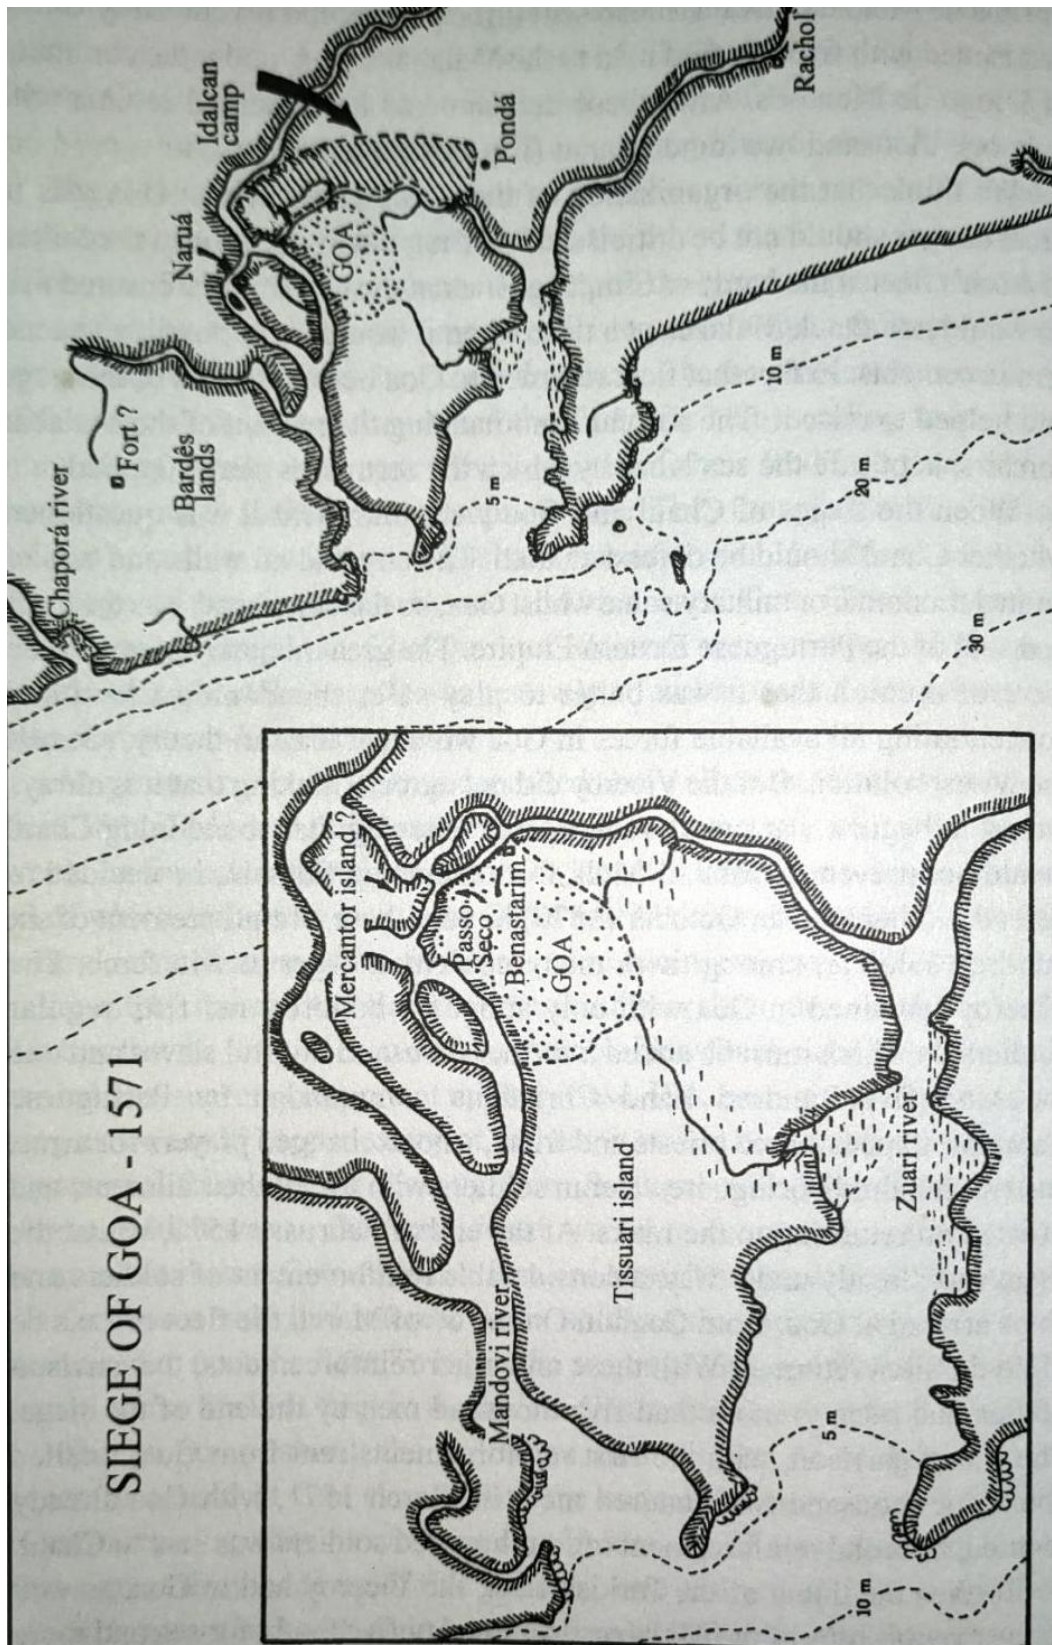 SIEGE OF GOA - 1571
Chapora river
Fort ?
Bardês
lands
Naruá
Idalcan
camp
GOA
Pondá
Rachol
5 m
10 m
20 m
30 m
Mercantor island ?
Passo
Seco
Benastarim
GOA
Mandovi river
Tissuari island
Zuari river
5 m
10 m